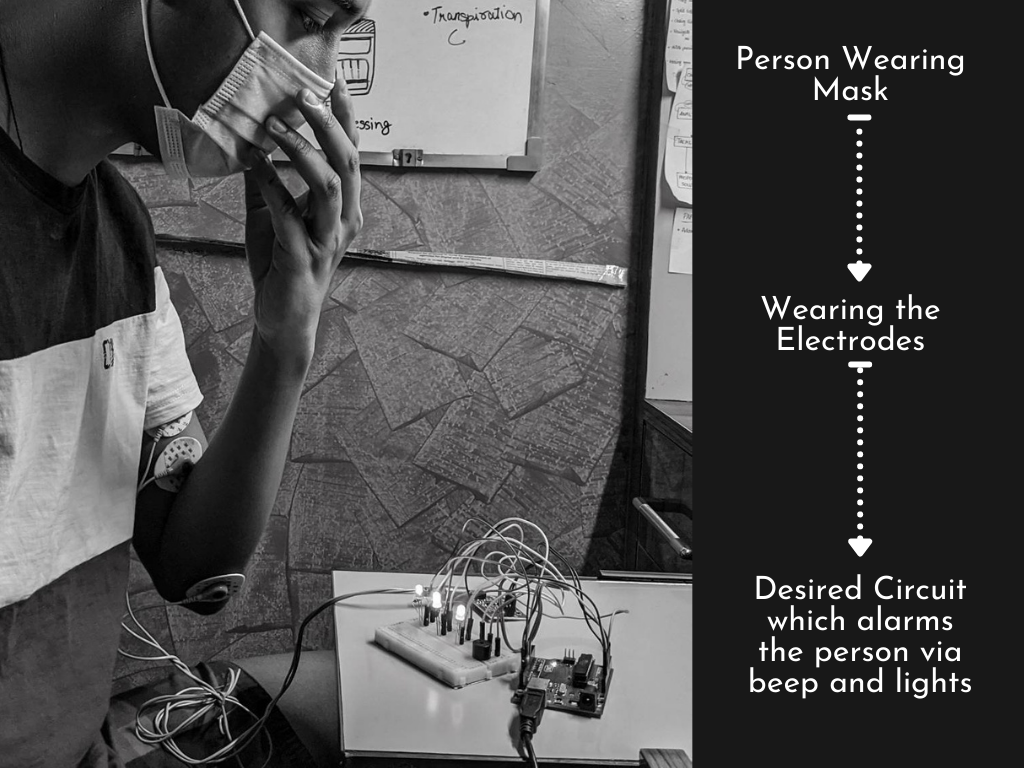 •Transpiration
essing
Person Wearing
Mask
Wearing the
Electrodes
Desired Circuit
which alarms
the person via
beep and lights